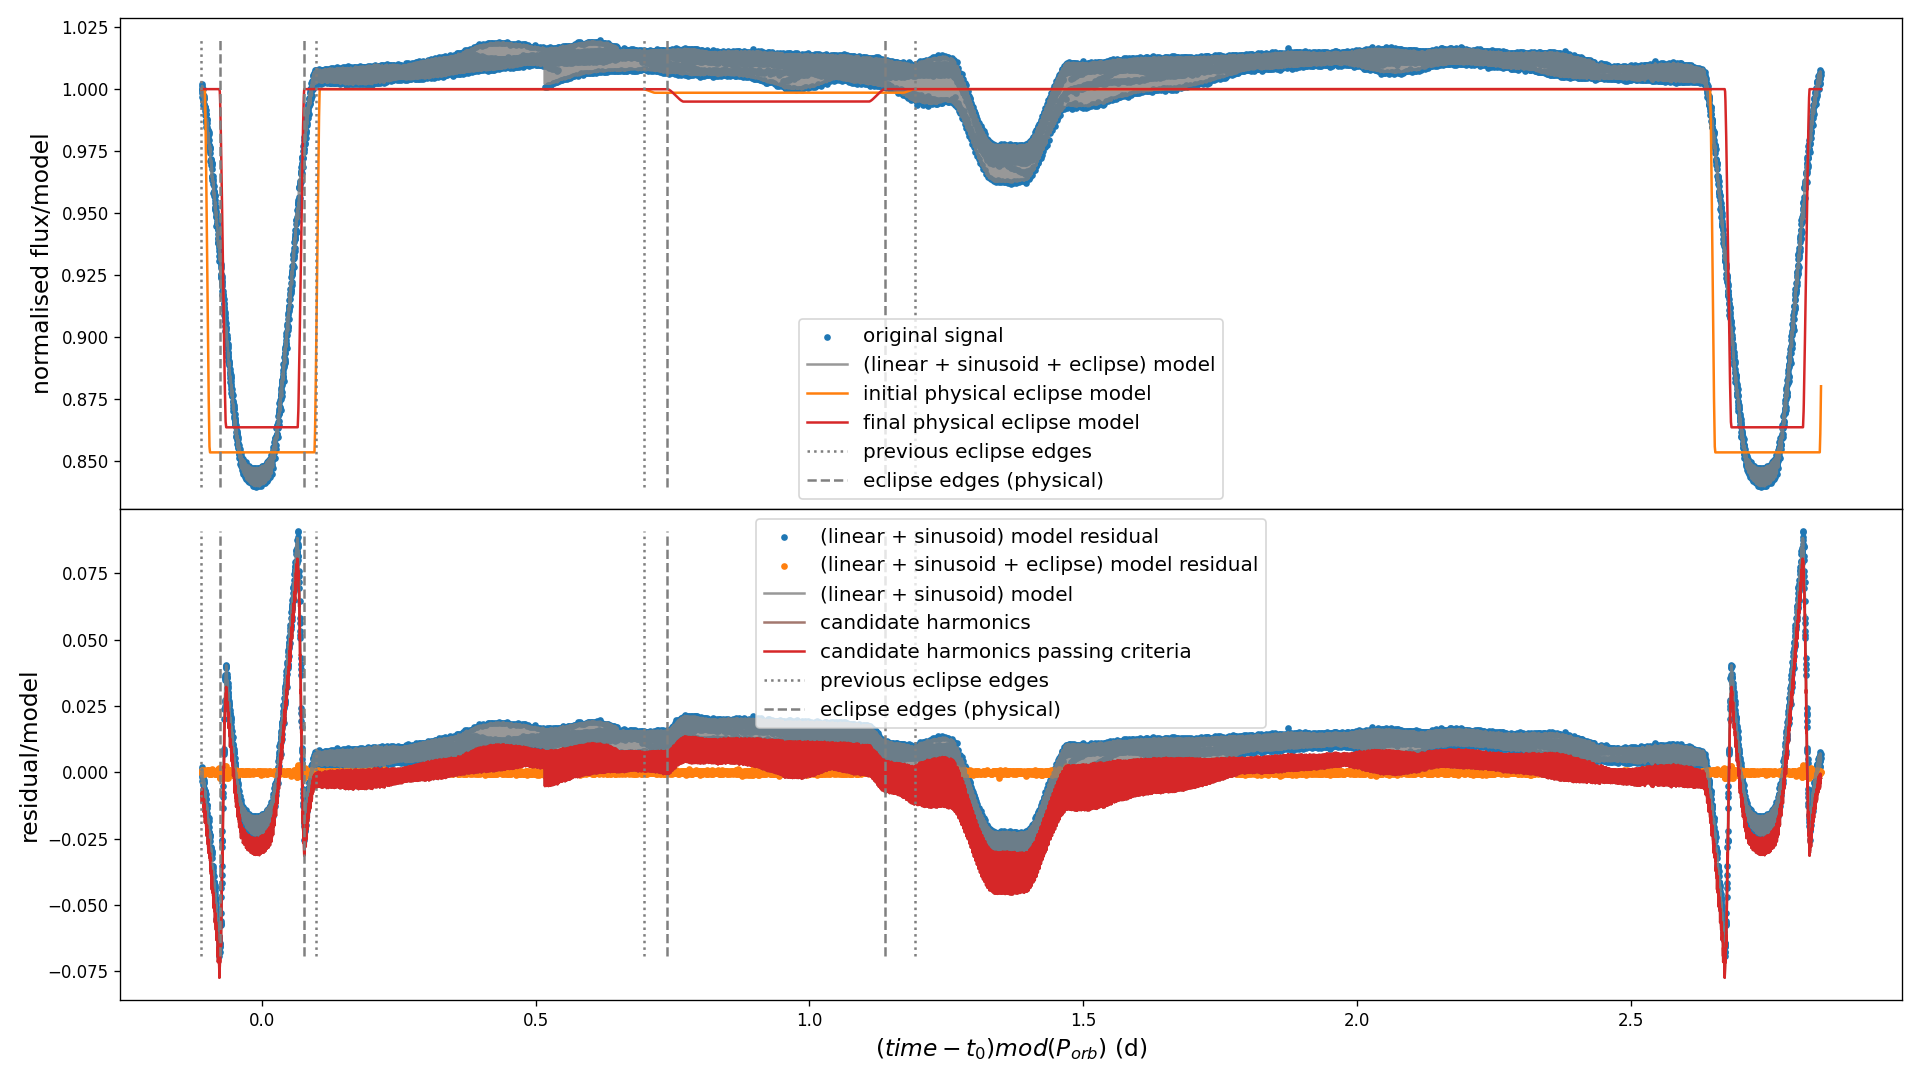 1.025
1.000
0.975
0.950
0.925
0.900
0.875
0.850
normalised flux/model
original signal
(linear + sinusoid + eclipse) model
initial physical eclipse model
final physical eclipse model
previous eclipse edges
eclipse edges (physical)
0.075
0.050
0.025
0.000
−0.025
−0.050
−0.075
residual/model
(linear + sinusoid) model residual
(linear + sinusoid + eclipse) model residual
(linear + sinusoid) model
candidate harmonics
candidate harmonics passing criteria
previous eclipse edges
eclipse edges (physical)
0.0 0.5 1.0 1.5 2.0 2.5
(time − t₀)mod(P_orb) (d)